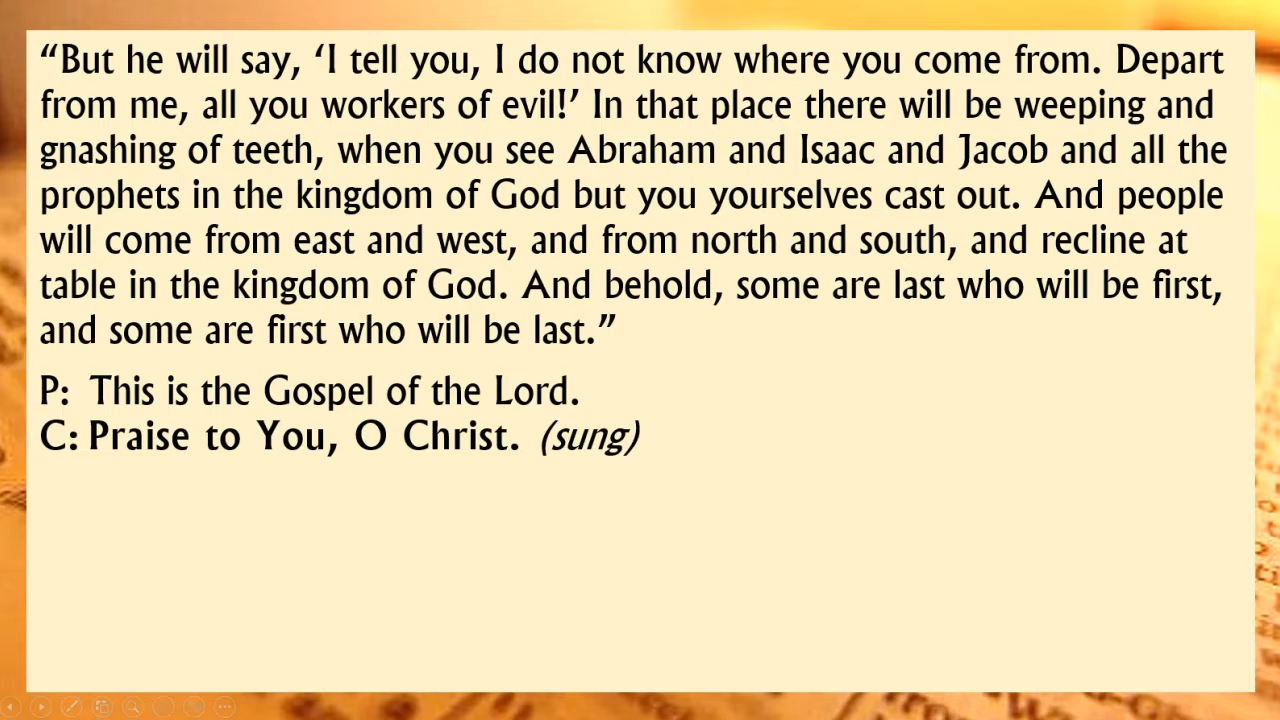 “But he will say, ‘I tell you, I do not know where you come from. Depart
from me, all you workers of evil!’ In that place there will be weeping and
gnashing of teeth, when you see Abraham and Isaac and Jacob and all the
prophets in the kingdom of God but you yourselves cast out. And people
will come from east and west, and from north and south, and recline at
table in the kingdom of God. And behold, some are last who will be first,
and some are first who will be last.”
P: This is the Gospel of the Lord.
C: Praise to You, O Christ. (sung)